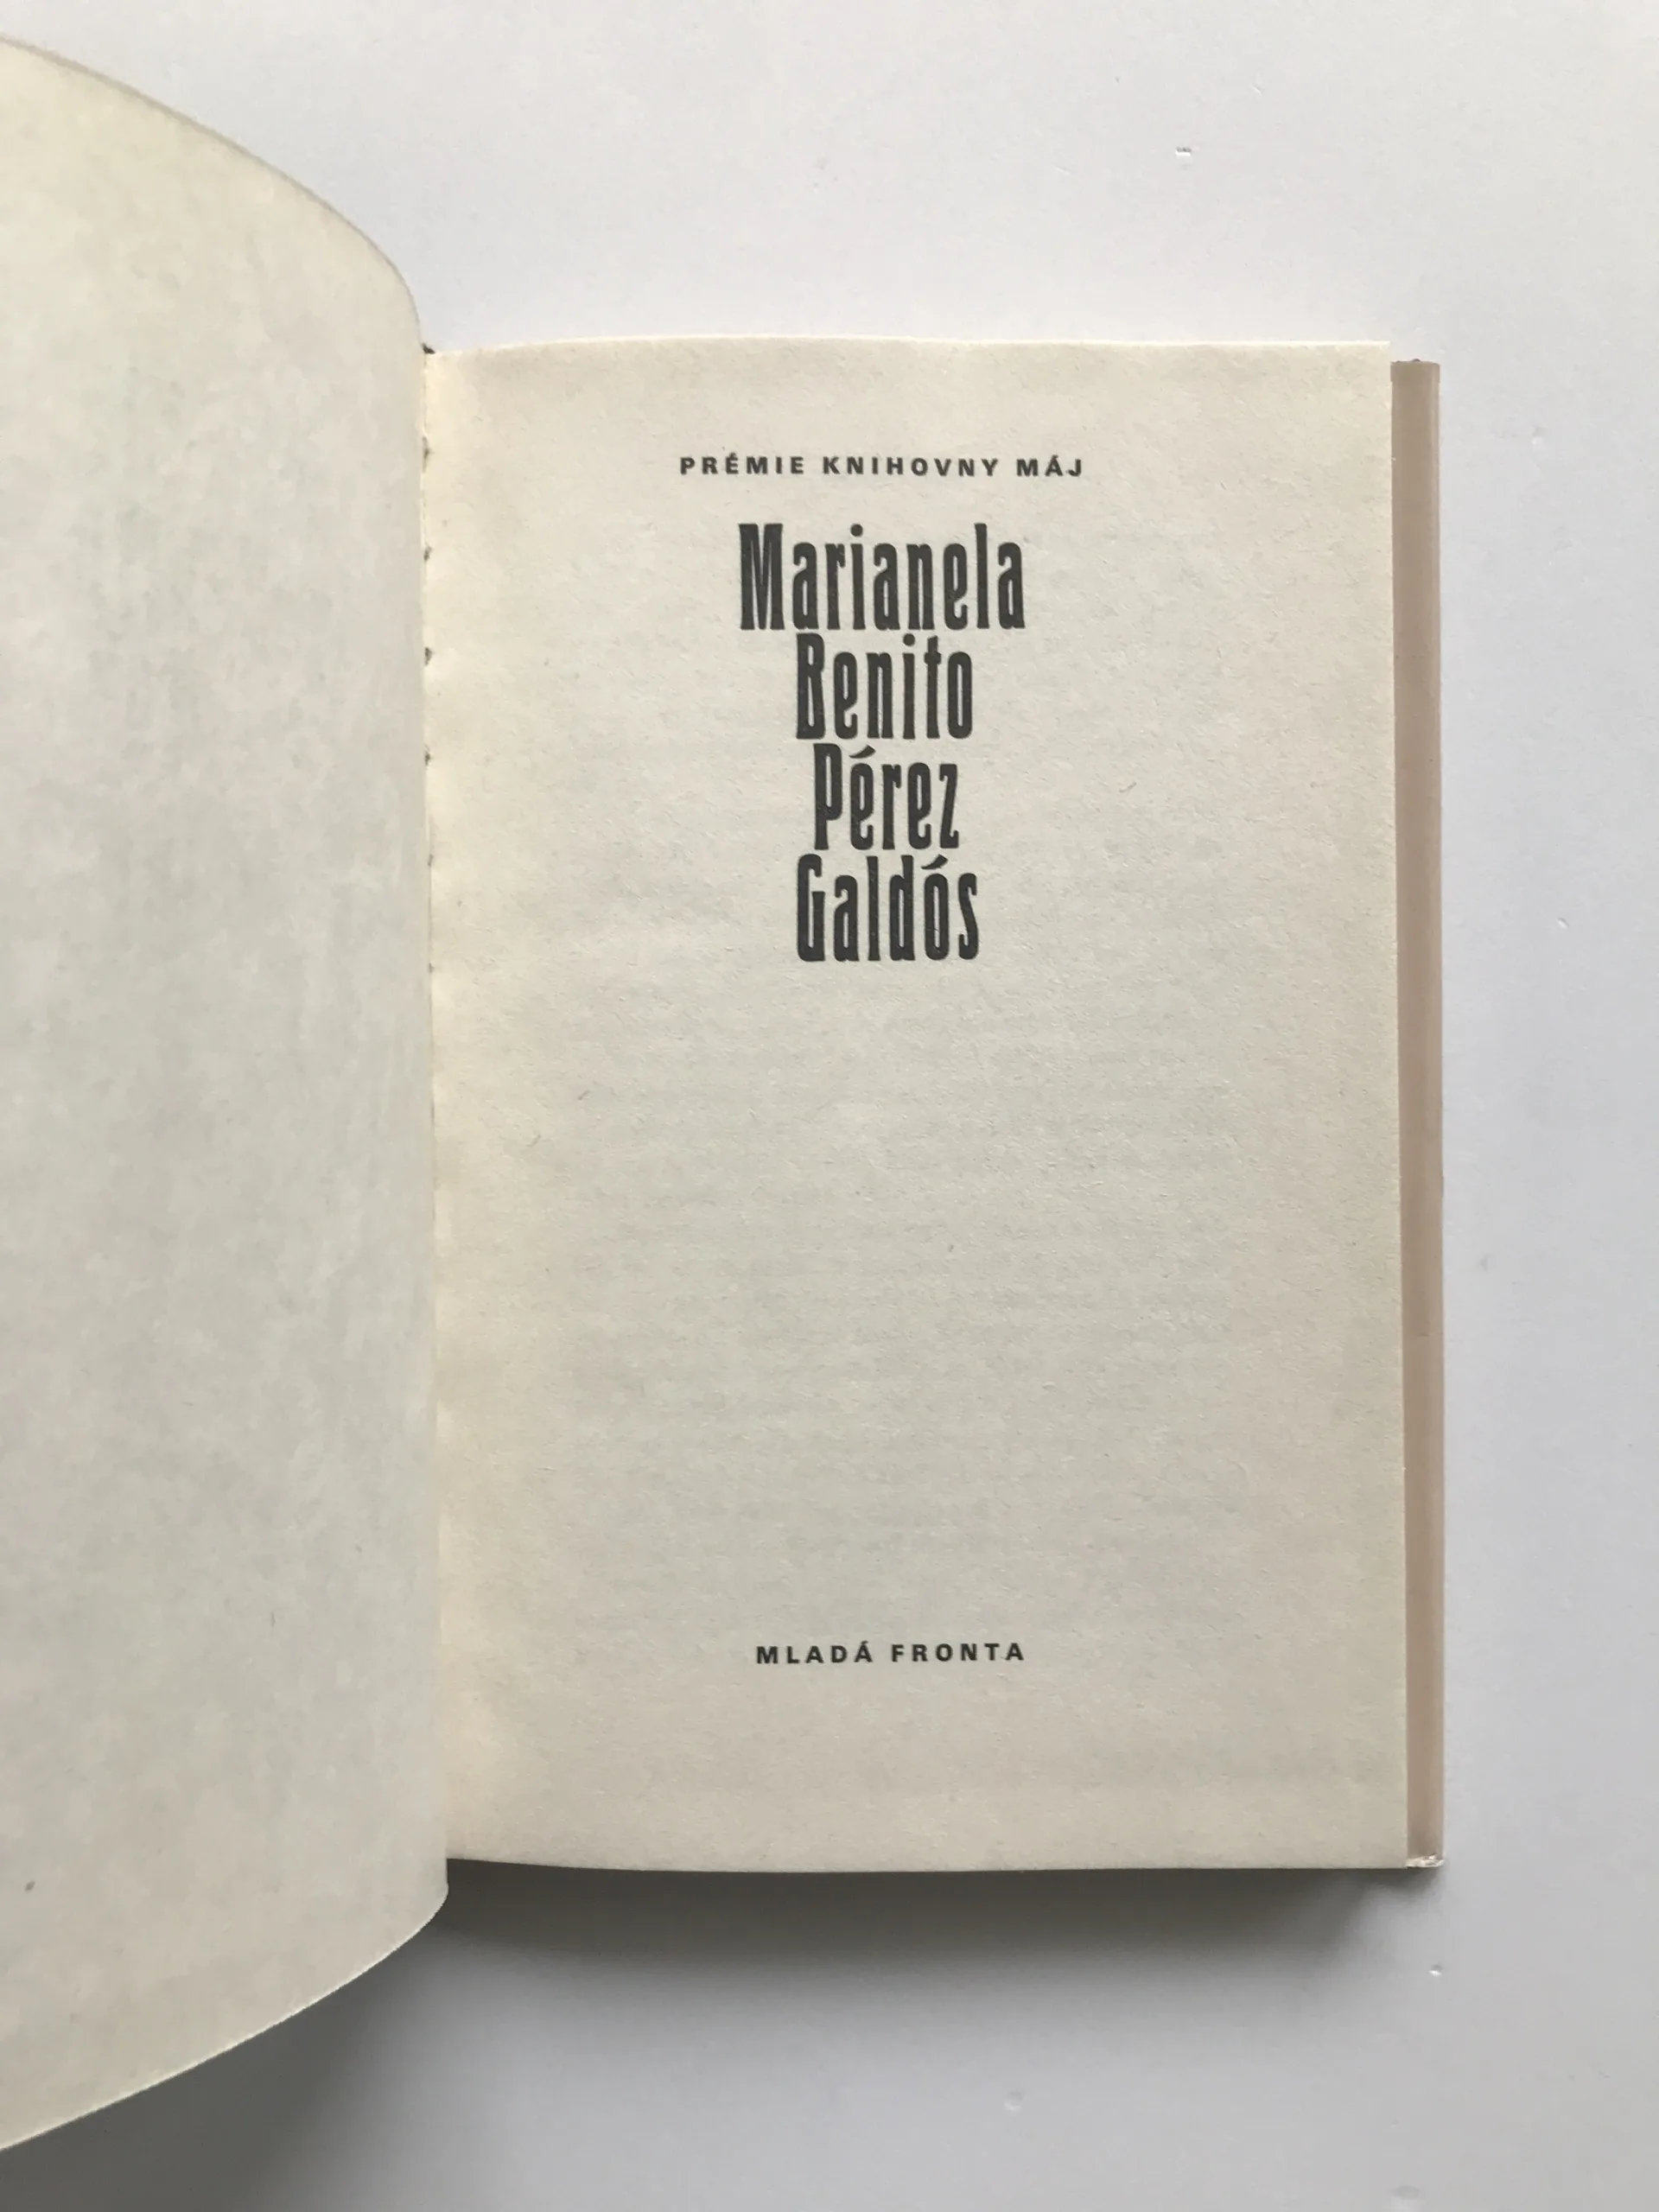 PRÉMIE KNIHOVNY MÁJ
Marianela
Benito
Pérez
Galdós
MLADÁ FRONTA